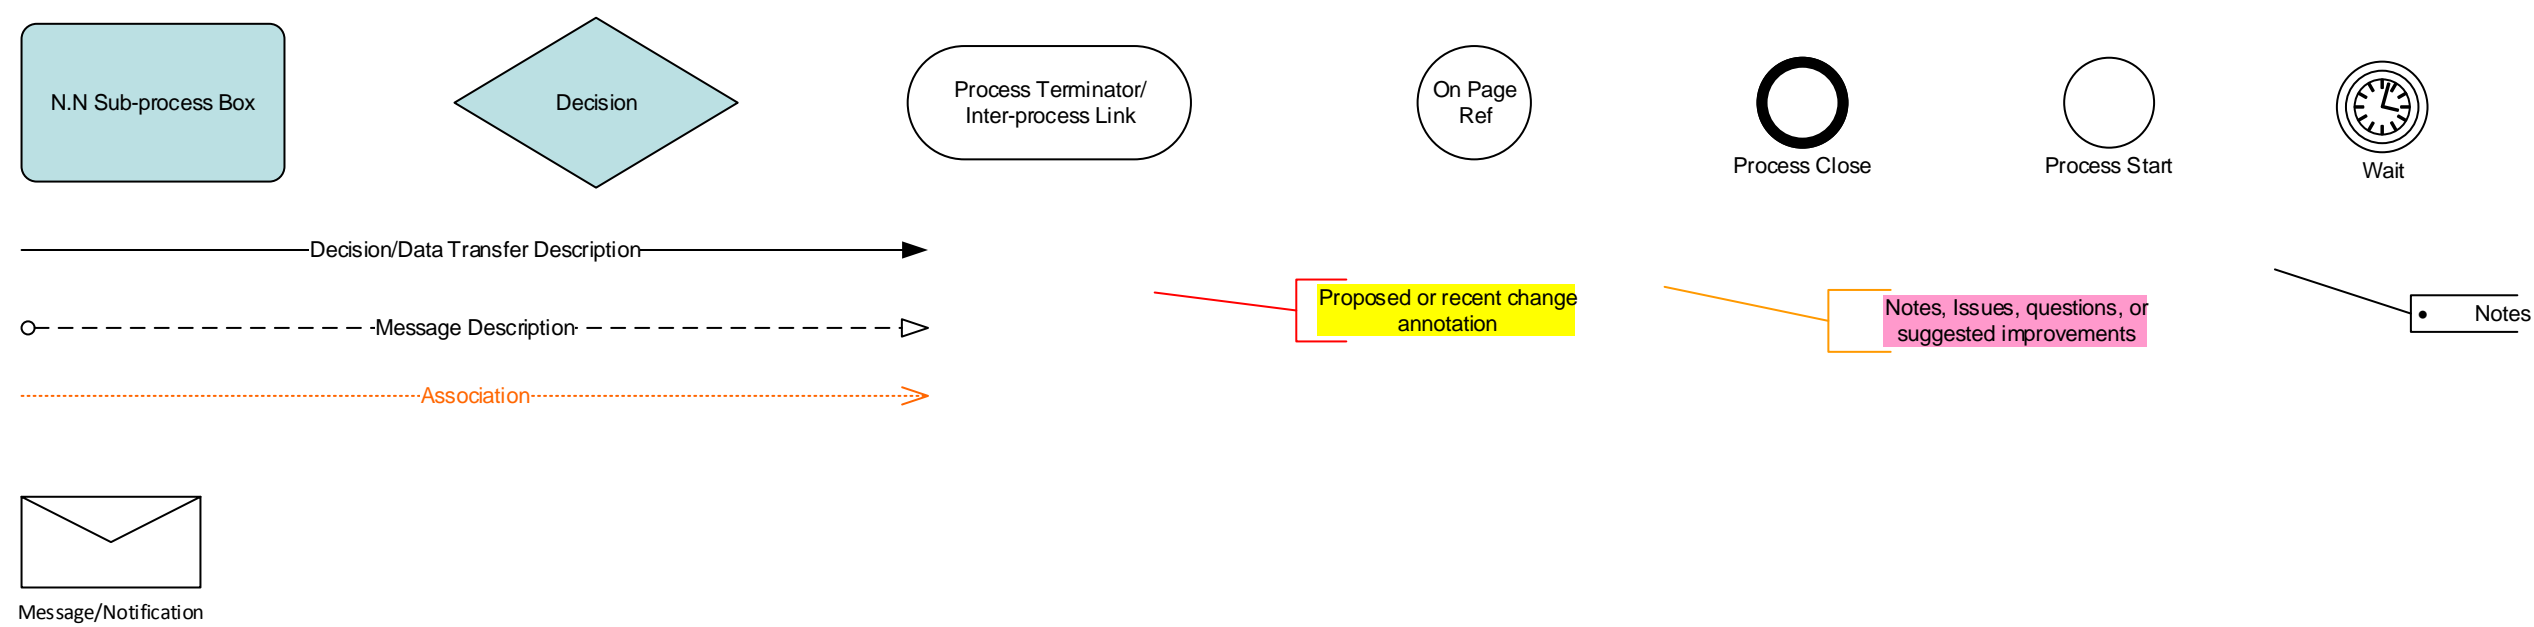 N.N Sub-process Box
Decision
Process Terminator/
Inter-process Link
On Page
Ref
Process Close
Process Start
Wait
Decision/Data Transfer Description
Message Description
Association
Proposed or recent change
annotation
Notes, Issues, questions, or
suggested improvements
Notes
Message/Notification